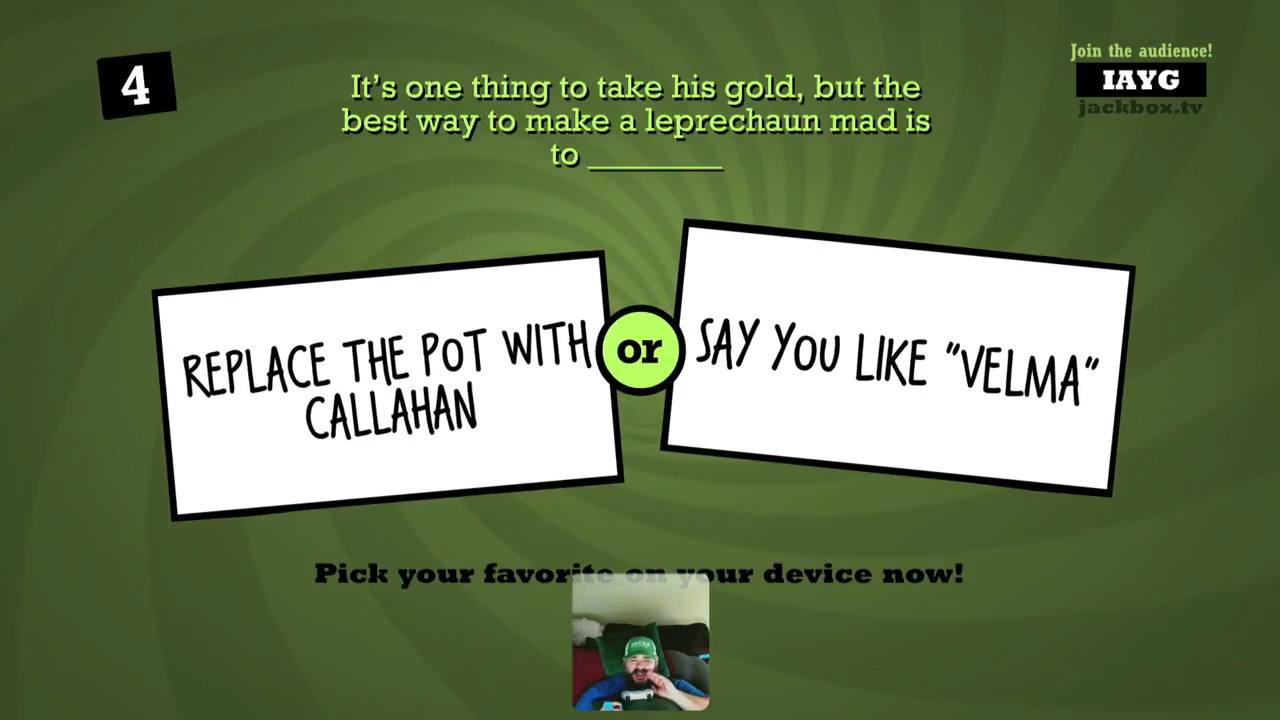 4
It's one thing to take his gold, but the
best way to make a leprechaun mad is
to ________
Join the audience!
IAYG
jackbox.tv
REPLACE THE POT WITH
CALLAHAN
or
SAY YOU LIKE "VELMA"
Pick your favorite on your device now!